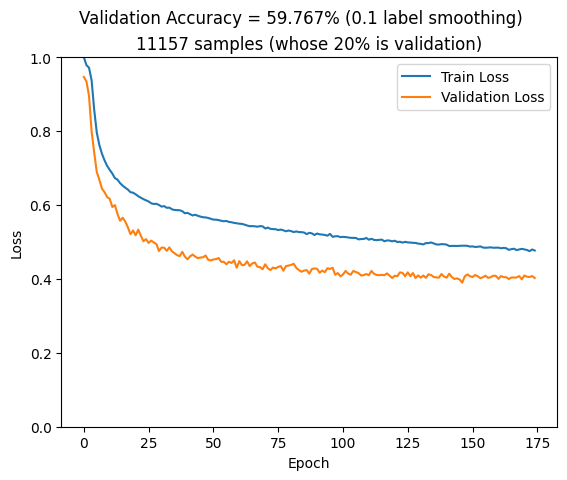 Validation Accuracy = 59.767% (0.1 label smoothing)
11157 samples (whose 20% is validation)
Train Loss
Validation Loss
1.0
0.8
0.6
0.4
0.2
0.0
Loss
0 25 50 75 100 125 150 175
Epoch